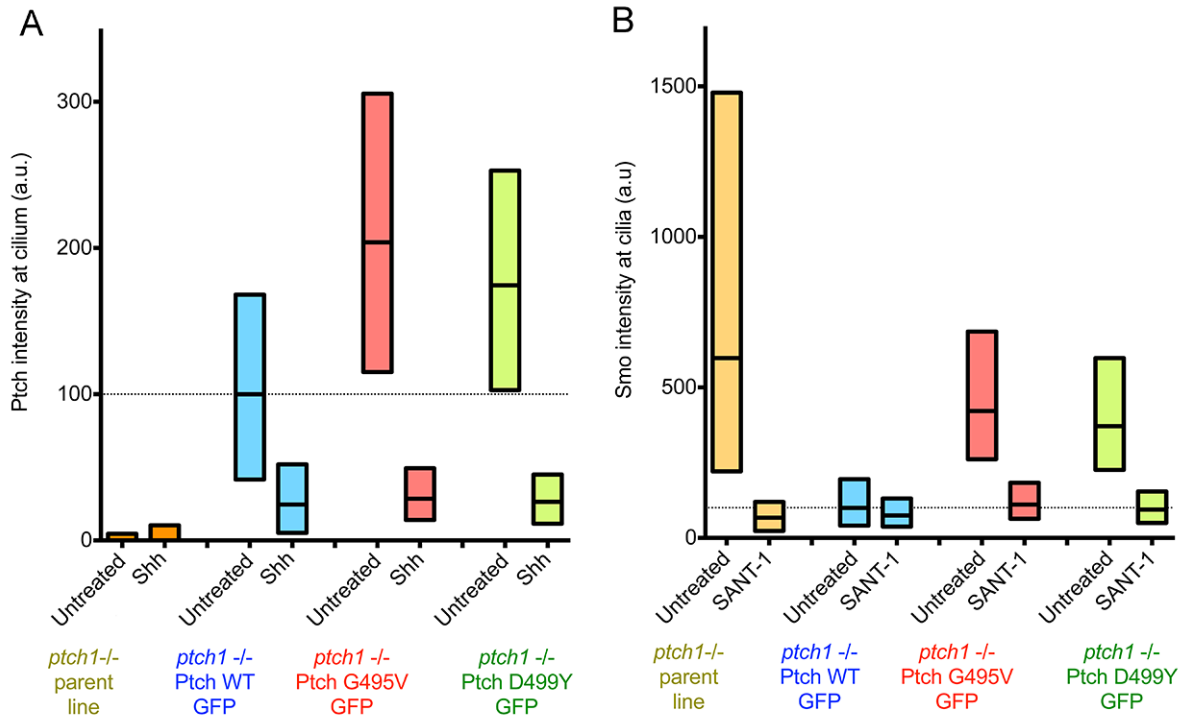 A
Ptch intensity at cilium (a.u.)
300
200
100
0
Untreated
Shh
Untreated
Shh
Untreated
Shh
Untreated
Shh
ptch1-/-
parent
line
ptch1 -/-
Ptch WT
GFP
ptch1 -/-
Ptch G495V
GFP
ptch1 -/-
Ptch D499Y
GFP
B
Smo intensity at cilia (a.u)
1500
1000
500
0
Untreated
SANT-1
Untreated
SANT-1
Untreated
SANT-1
Untreated
SANT-1
ptch1-/-
parent
line
ptch1 -/-
Ptch WT
GFP
ptch1 -/-
Ptch G495V
GFP
ptch1 -/-
Ptch D499Y
GFP